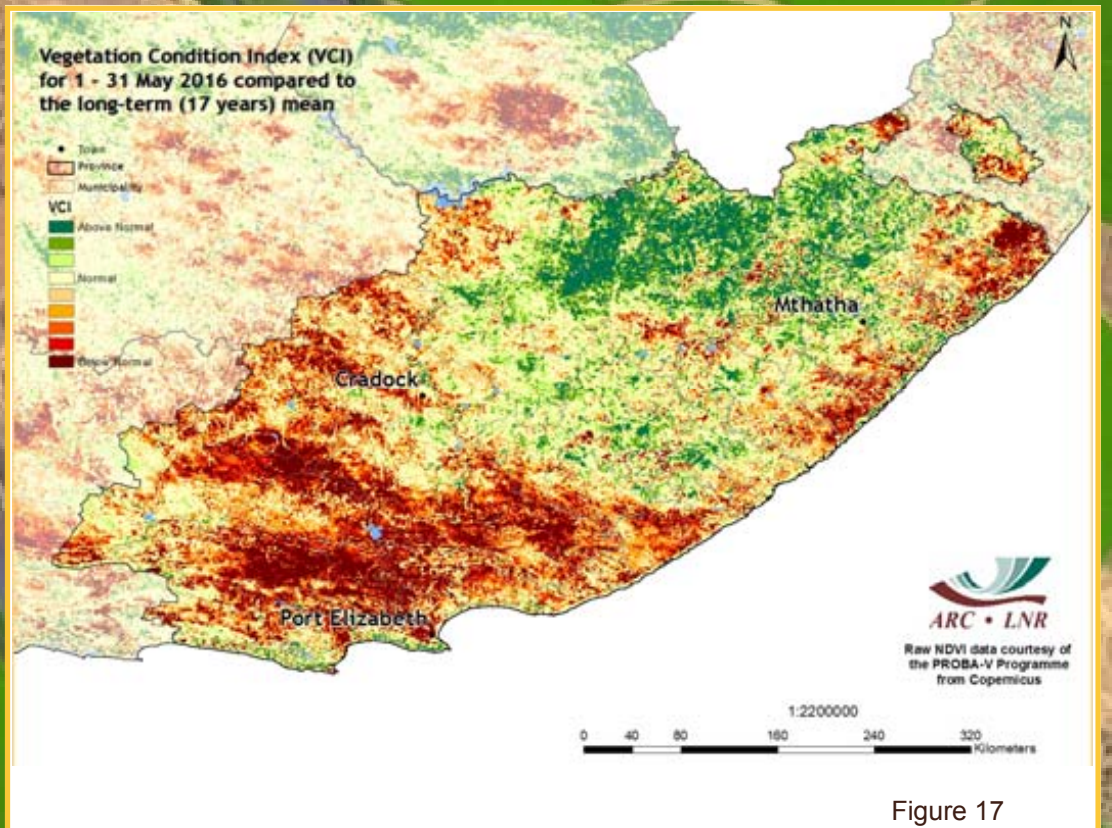 Vegetation Condition Index (VCI)
for 1 - 31 May 2016 compared to
the long-term (17 years) mean
N
Town
Province
Municipality
VCI
Above Normal
Normal
Below Normal
Mthatha
Cradock
Port Elizabeth
ARC • LNR
Raw NDVI data courtesy of
the PROBA-V Programme
from Copernicus
1:2200000
0 40 80 160 240 320
Kilometers
Figure 17